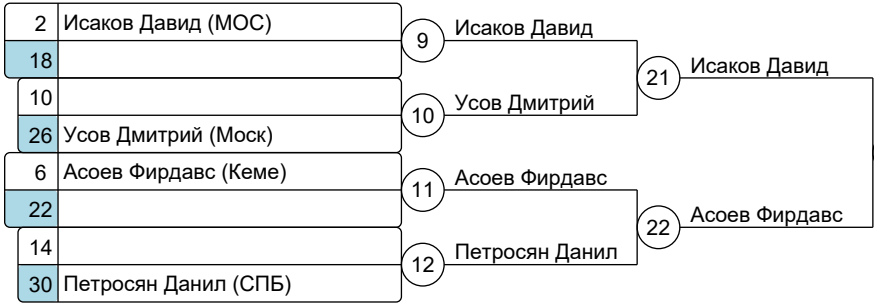 2 Исаков Давид (МОС)
18
10
26 Усов Дмитрий (Моск)
6 Асоев Фирдавс (Кеме)
22
14
30 Петросян Данил (СПБ)
9 Исаков Давид
10 Усов Дмитрий
11 Асоев Фирдавс
12 Петросян Данил
21 Исаков Давид
22 Асоев Фирдавс